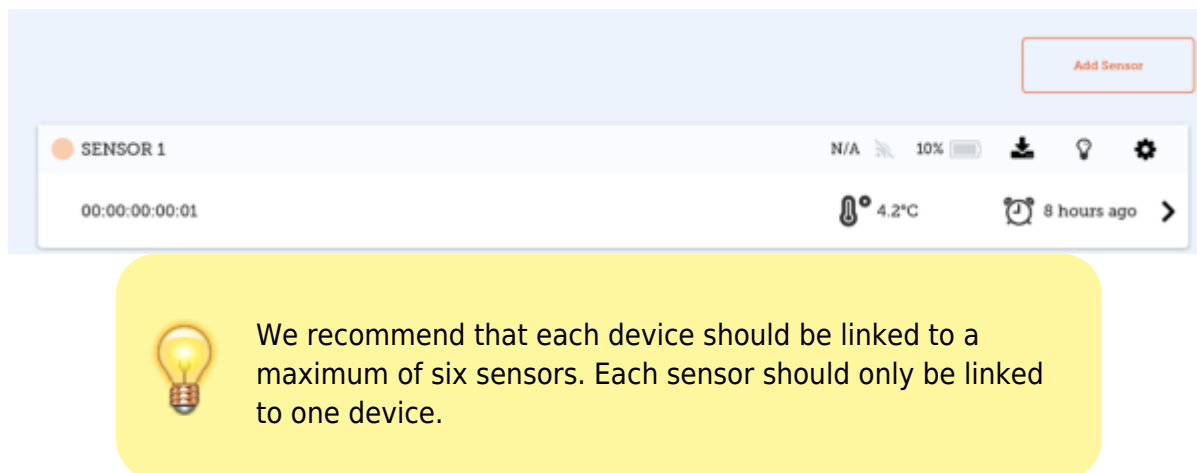 Add Sensor
SENSOR 1 N/A 10%
00:00:00:00:01 4.2°C 8 hours ago
We recommend that each device should be linked to a
maximum of six sensors. Each sensor should only be linked
to one device.